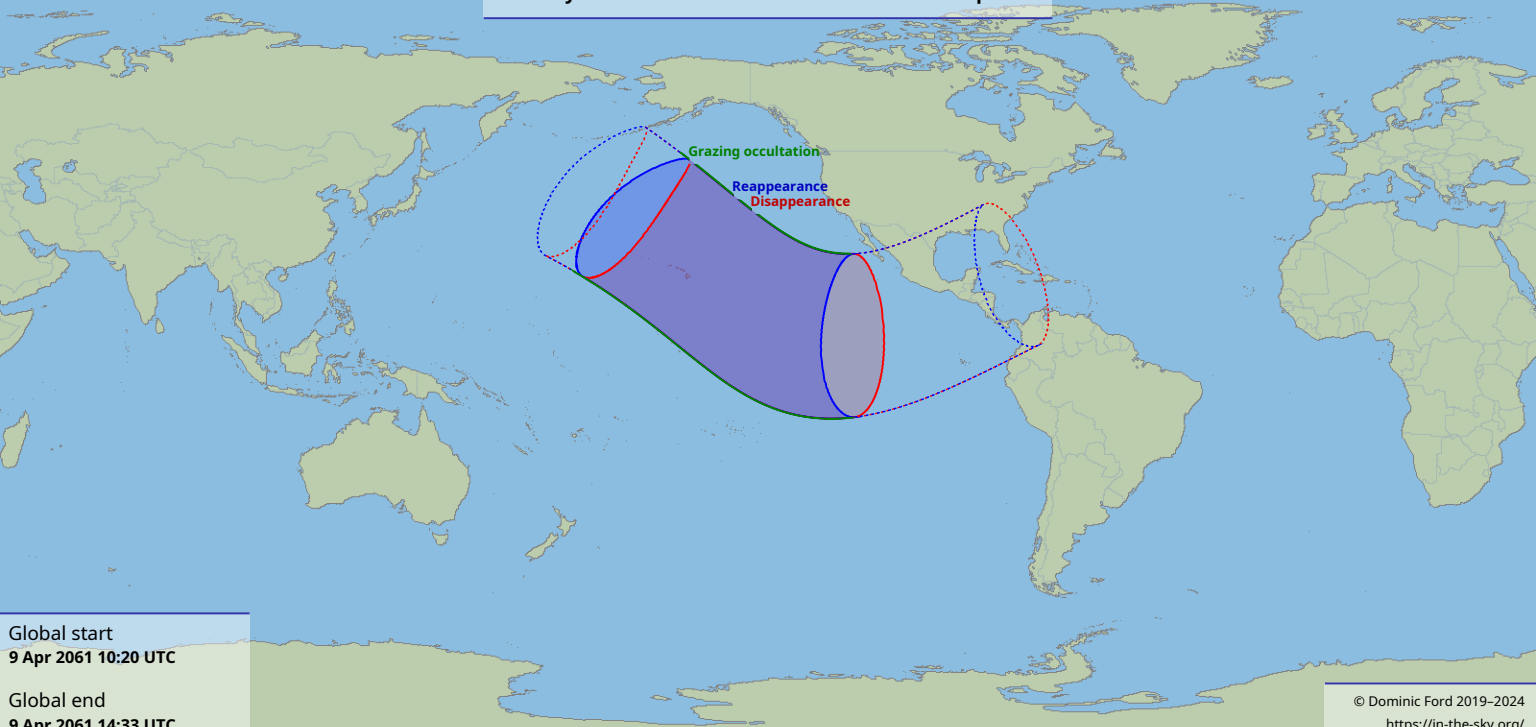 Grazing occultation
Reappearance
Disappearance
Global start
9 Apr 2061 10:20 UTC
Global end
9 Apr 2061 14:33 UTC
© Dominic Ford 2019–2024
https://in-the-sky.org/